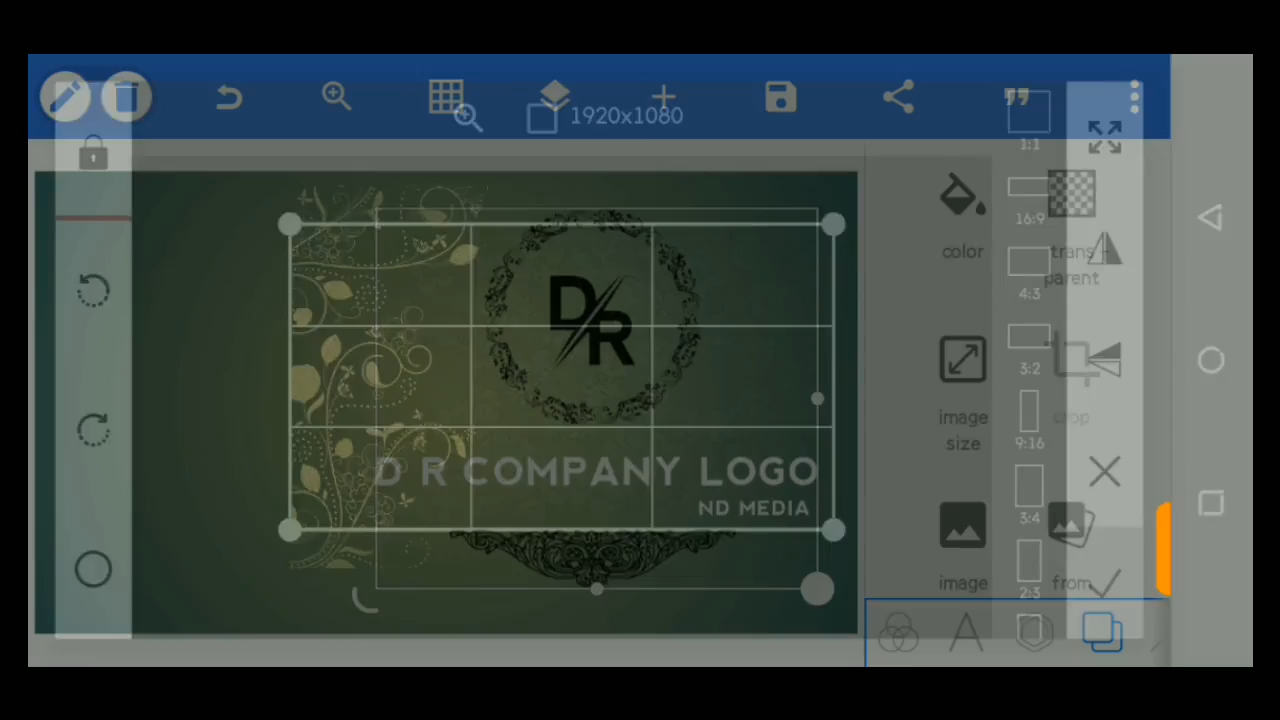 1920x1080
1:1
16:9
color
trans
parent
4:3
D
R
3:2
image
size
crop
9:16
D R COMPANY LOGO
ND MEDIA
3:4
image
from
2:3